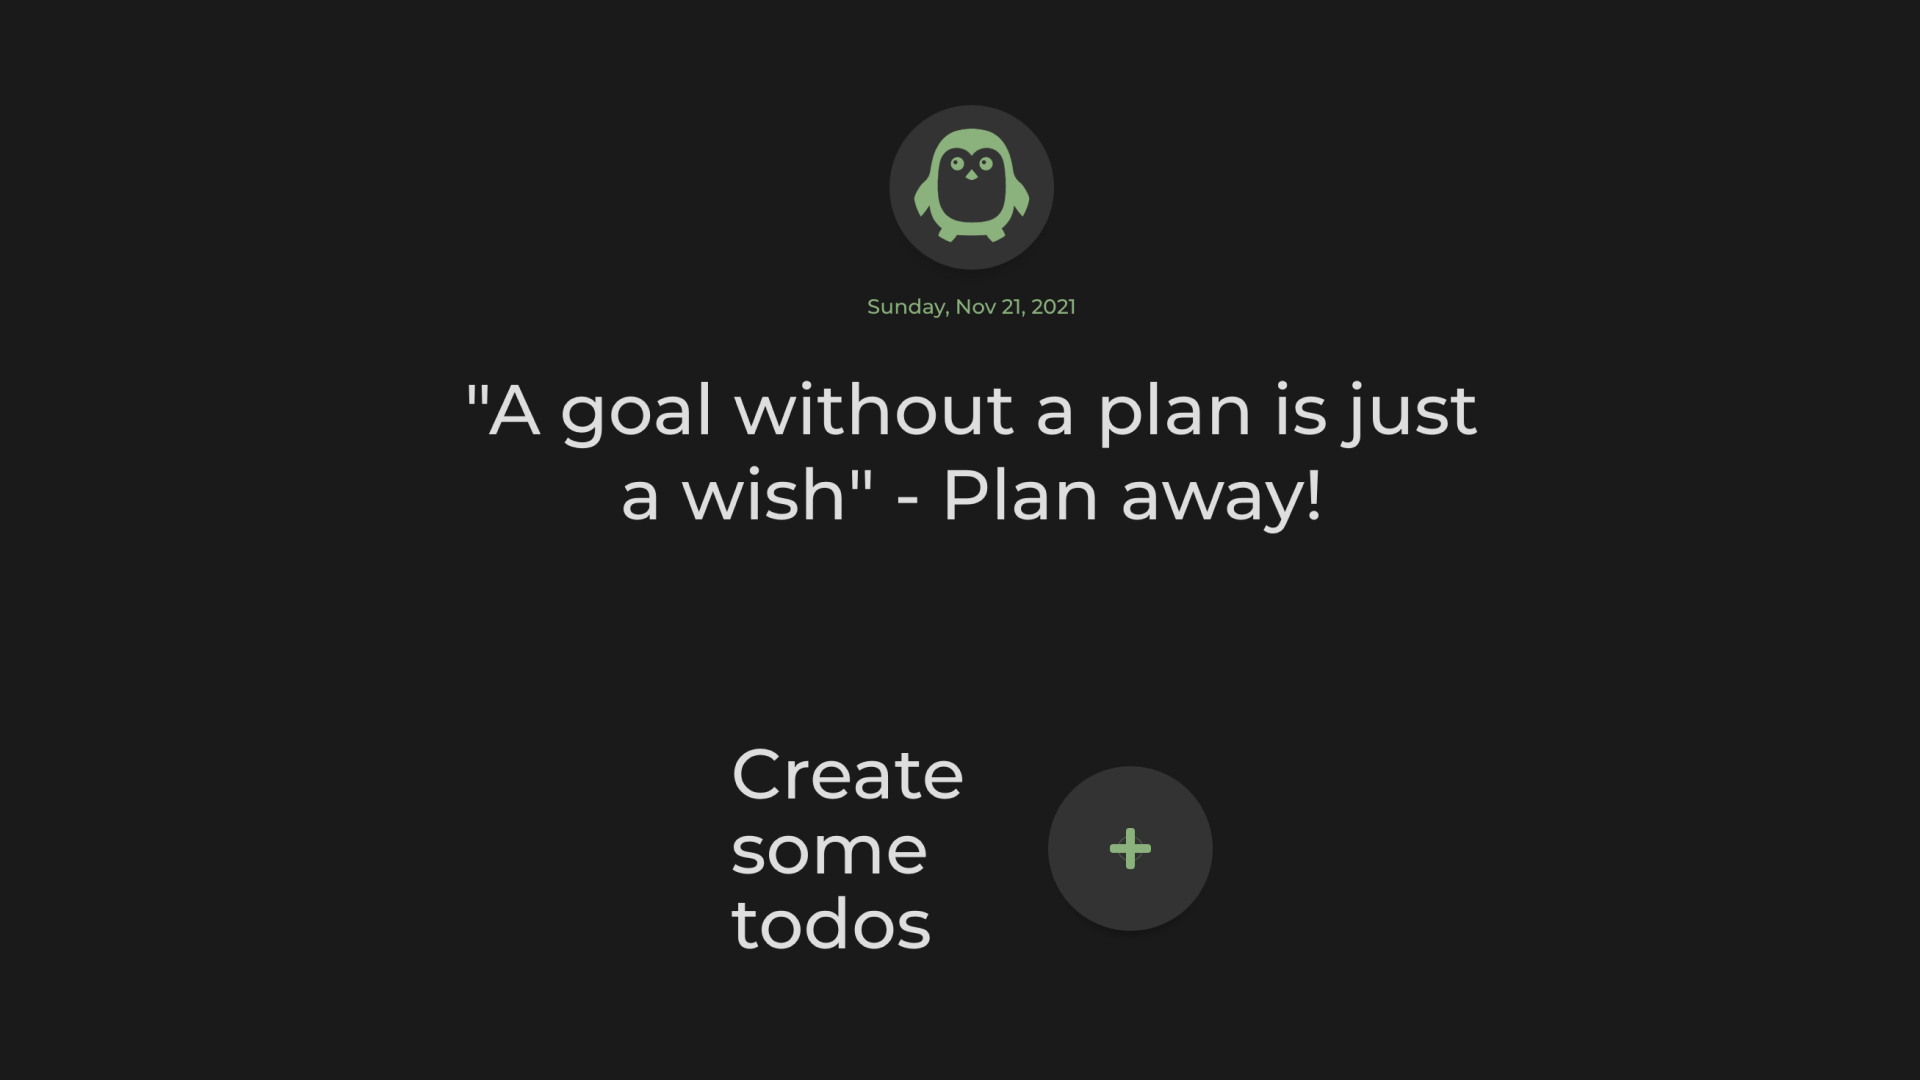 Sunday, Nov 21, 2021
"A goal without a plan is just
a wish" - Plan away!
Create
some
todos